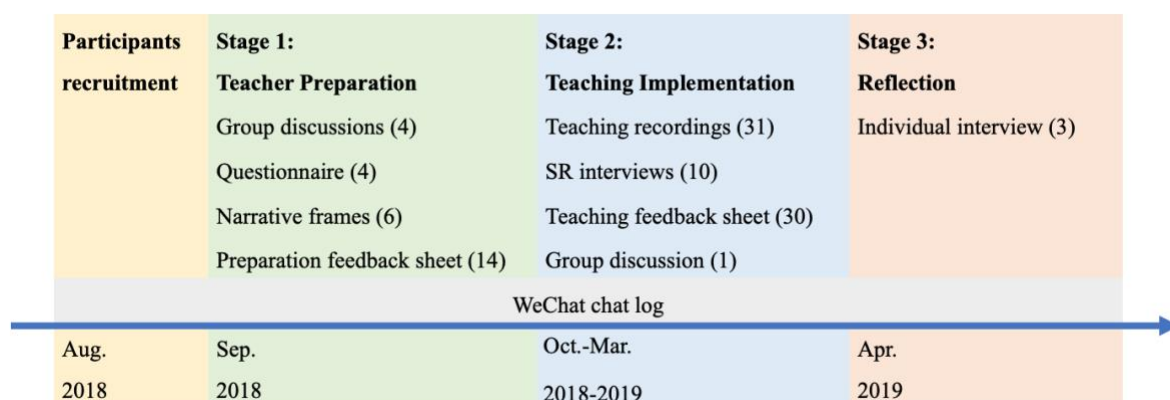 Participants
recruitment
Stage 1:
Teacher Preparation
Group discussions (4)
Questionnaire (4)
Narrative frames (6)
Preparation feedback sheet (14)
Stage 2:
Teaching Implementation
Teaching recordings (31)
SR interviews (10)
Teaching feedback sheet (30)
Group discussion (1)
Stage 3:
Reflection
Individual interview (3)
WeChat chat log
Aug.
2018
Sep.
2018
Oct.-Mar.
2018-2019
Apr.
2019